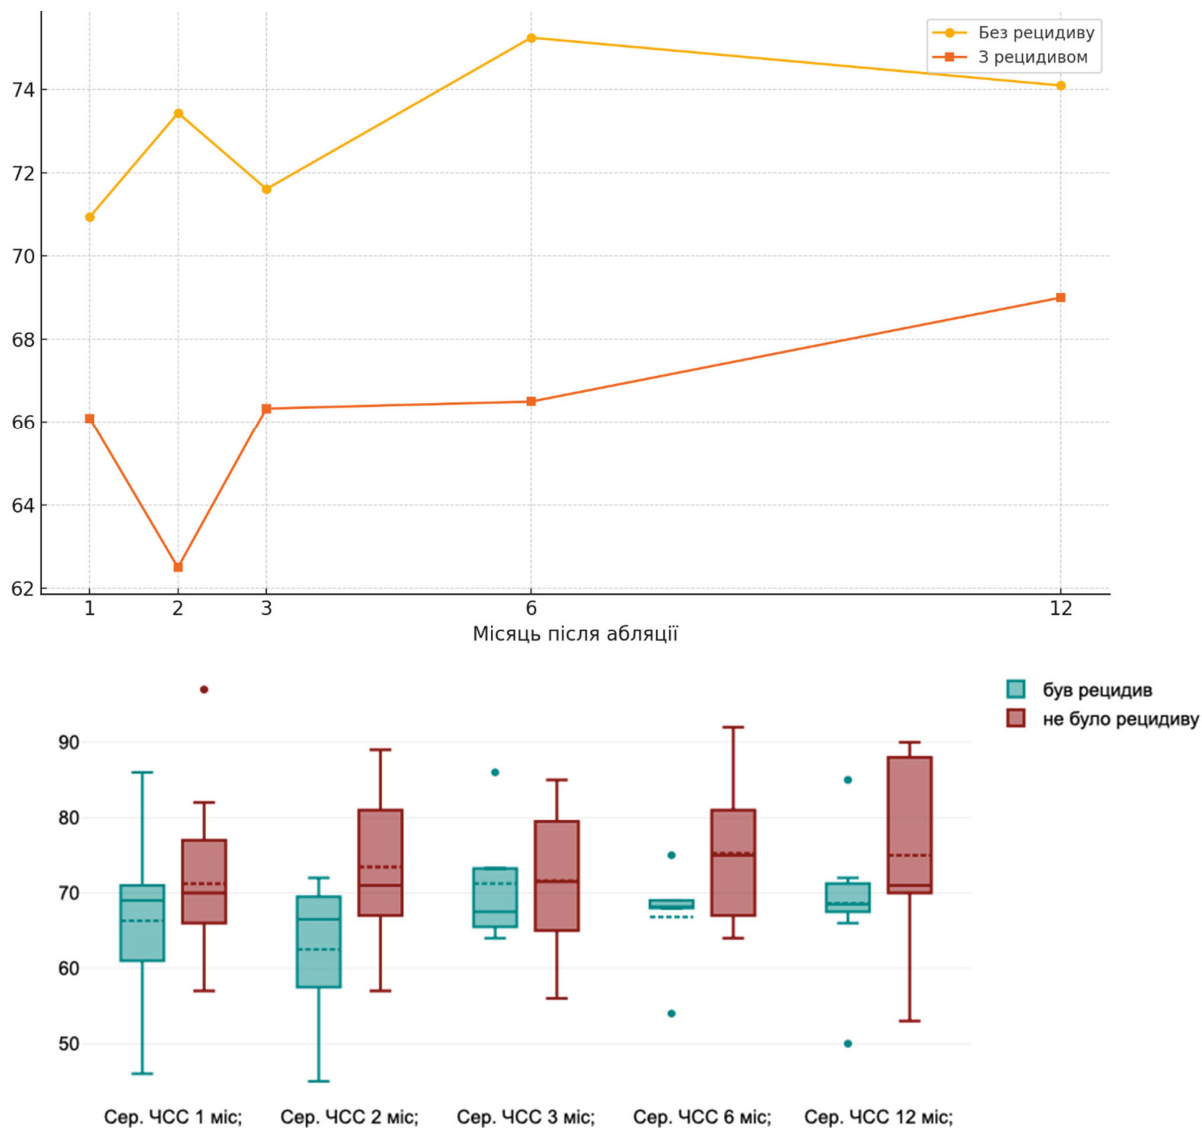 Без рецидиву
З рецидивом
74
72
70
68
66
64
62
1 2 3 6 12
Місяць після абляції
був рецидив
не було рецидиву
90
80
70
60
50
Сер. ЧСС 1 міс; Сер. ЧСС 2 міс; Сер. ЧСС 3 міс; Сер. ЧСС 6 міс; Сер. ЧСС 12 міс;